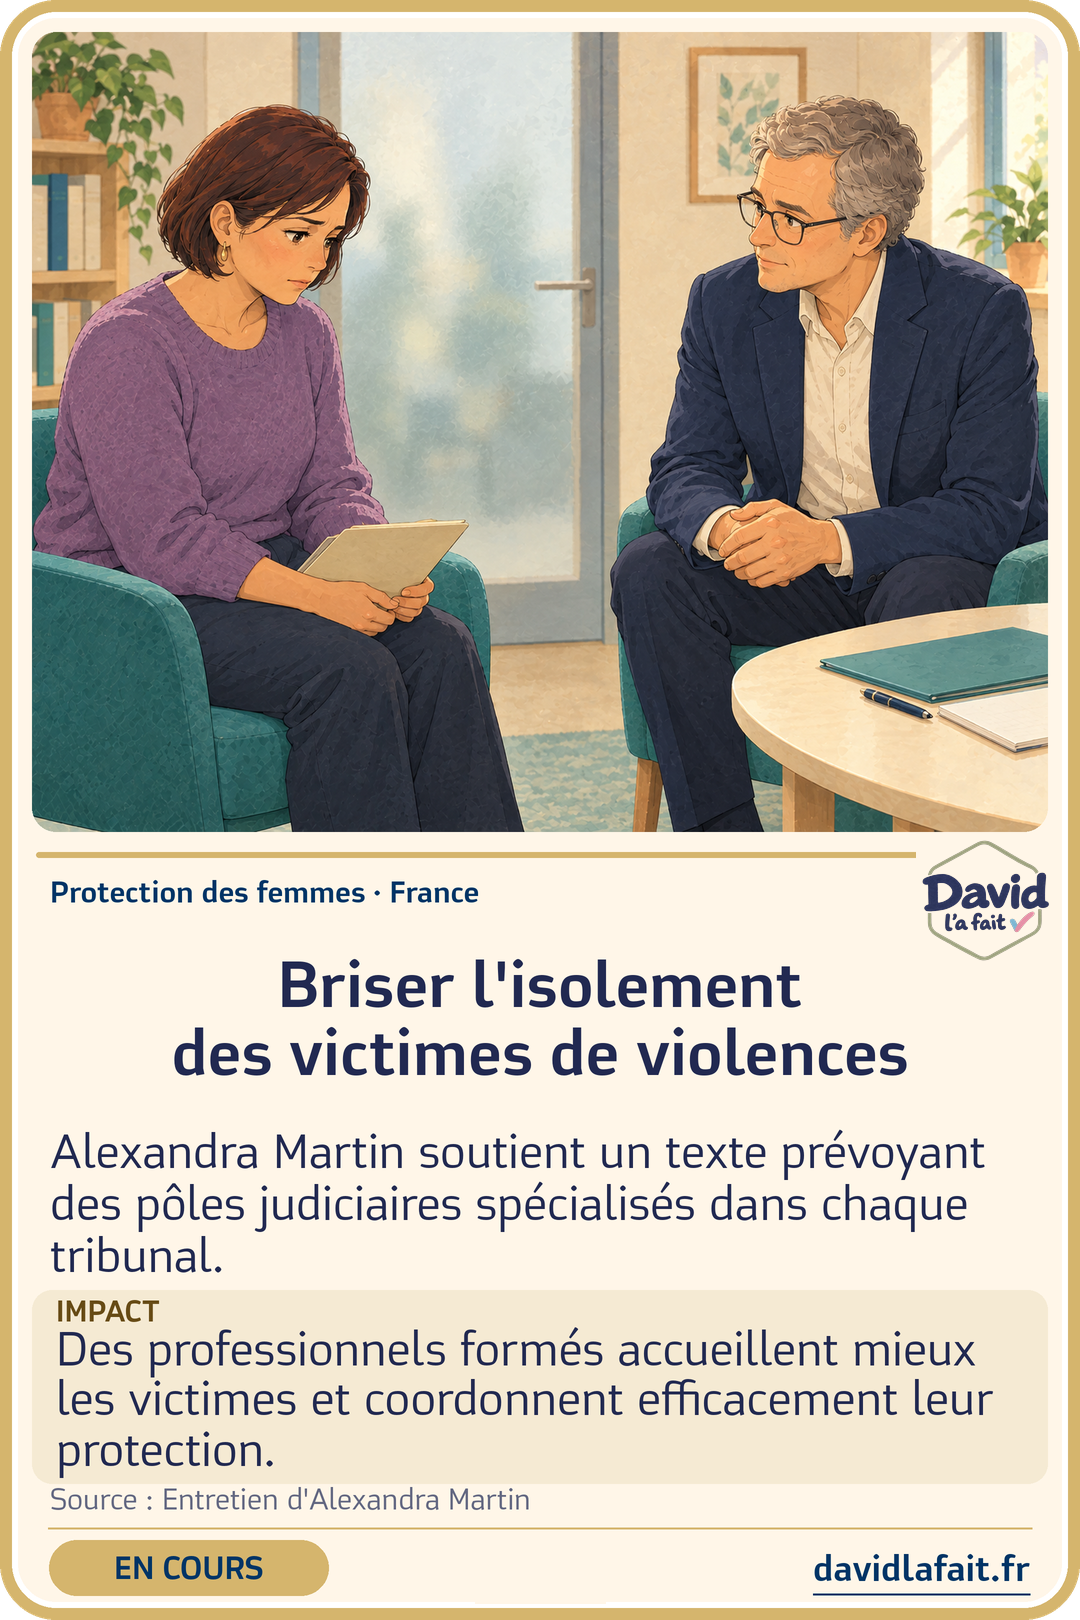 Protection des femmes · France
David
l'a fait
Briser l'isolement
des victimes de violences
Alexandra Martin soutient un texte prévoyant
des pôles judiciaires spécialisés dans chaque
tribunal.
IMPACT
Des professionnels formés accueillent mieux
les victimes et coordonnent efficacement leur
protection.
Source : Entretien d'Alexandra Martin
EN COURS
davidlafait.fr